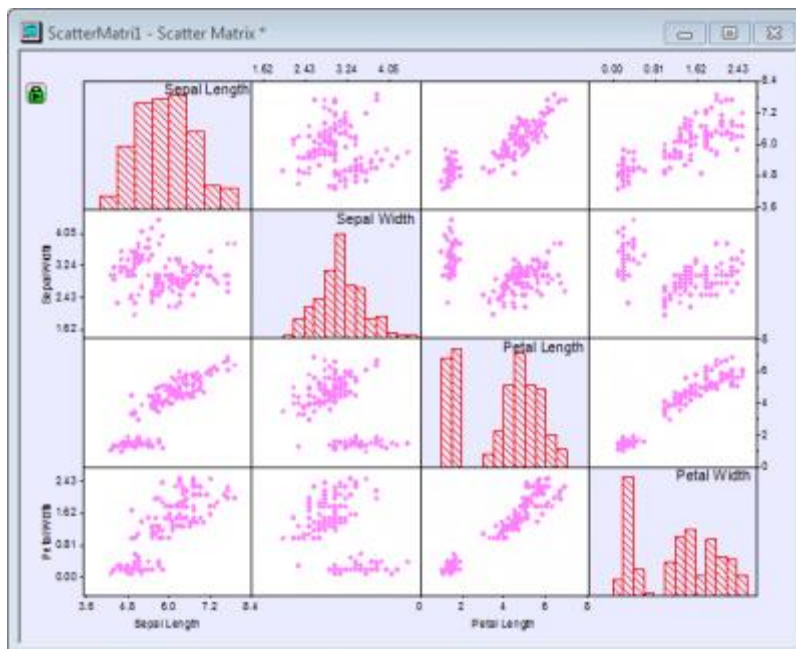 ScatterMatri1 - Scatter Matrix *
1.62 2.43 3.24 4.05
0.00 0.81 1.62 2.43
Sepal Length
8.4
7.2
6.0
4.8
3.6
Sepal Width
4.05
3.24
2.43
1.62
Sepal Width
Petal Length
8
6
4
2
0
Petal Width
2.43
1.62
0.81
0.00
Petal Width
3.6 4.8 6.0 7.2 8.4
0 2 4 6 8
Sepal Length
Petal Length